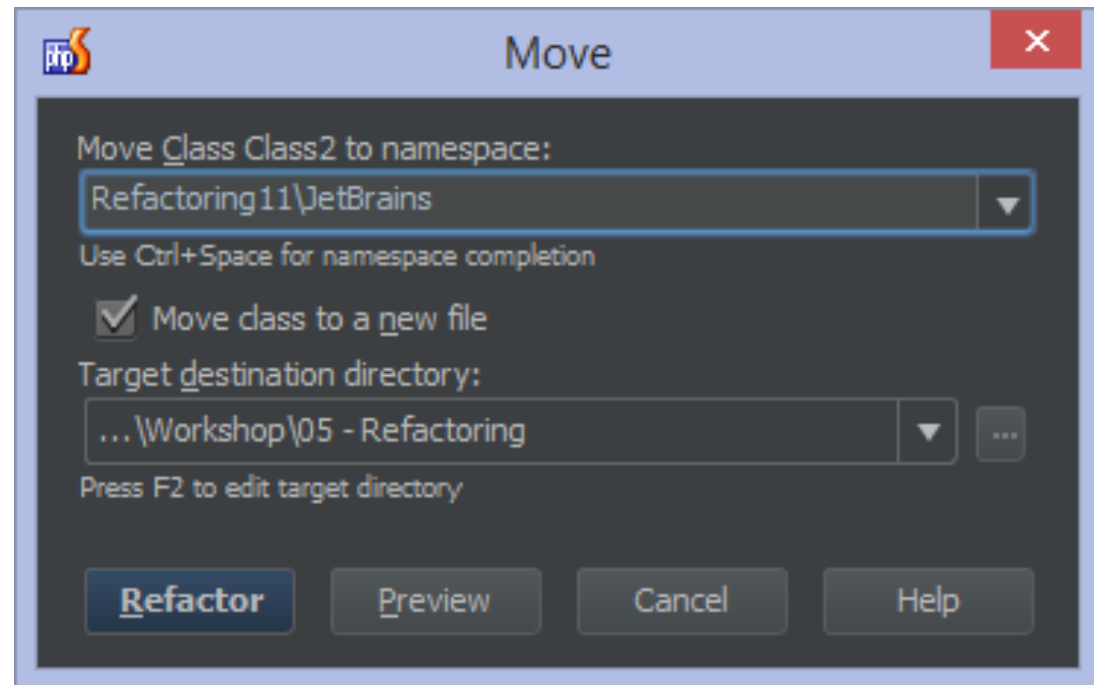 php
Move
Move Class Class2 to namespace:
Refactoring11\JetBrains
Use Ctrl+Space for namespace completion
Move class to a new file
Target destination directory:
...\Workshop\05 - Refactoring
...
Press F2 to edit target directory
Refactor Preview Cancel Help